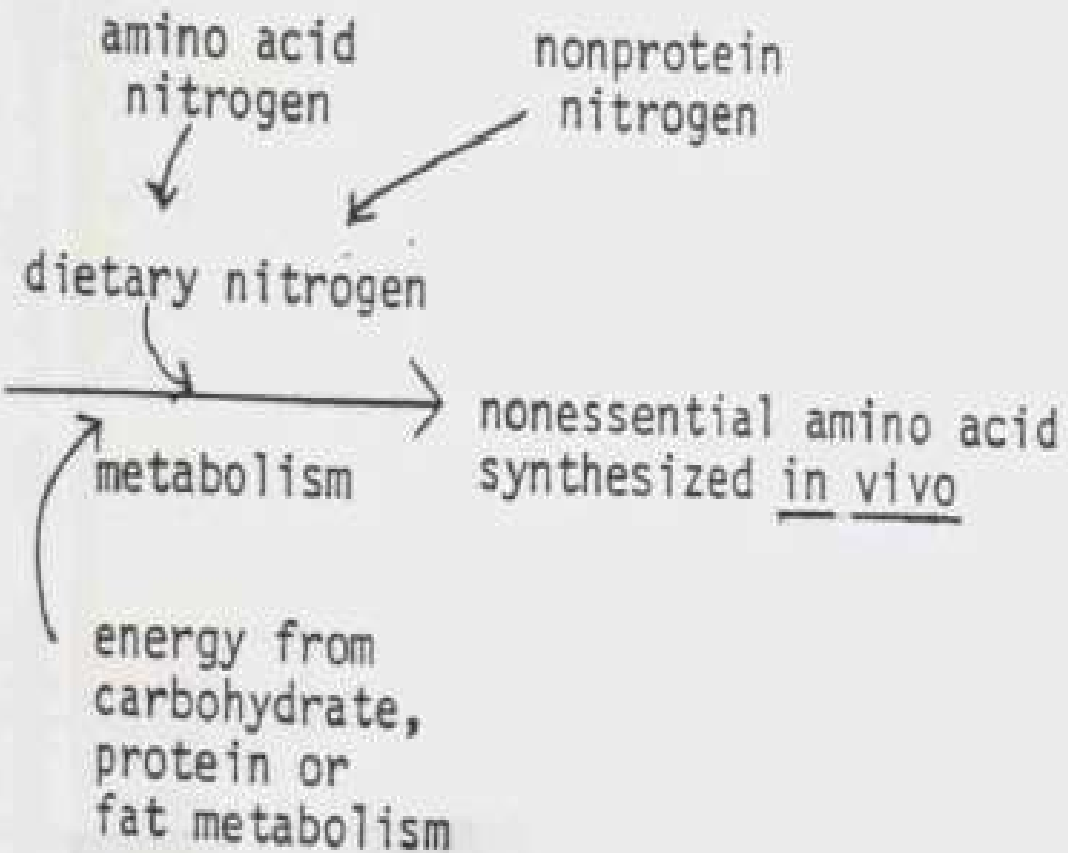 amino acid
nitrogen
nonprotein
nitrogen
dietary nitrogen
metabolism
nonessential amino acid
synthesized in vivo
energy from
carbohydrate,
protein or
fat metabolism